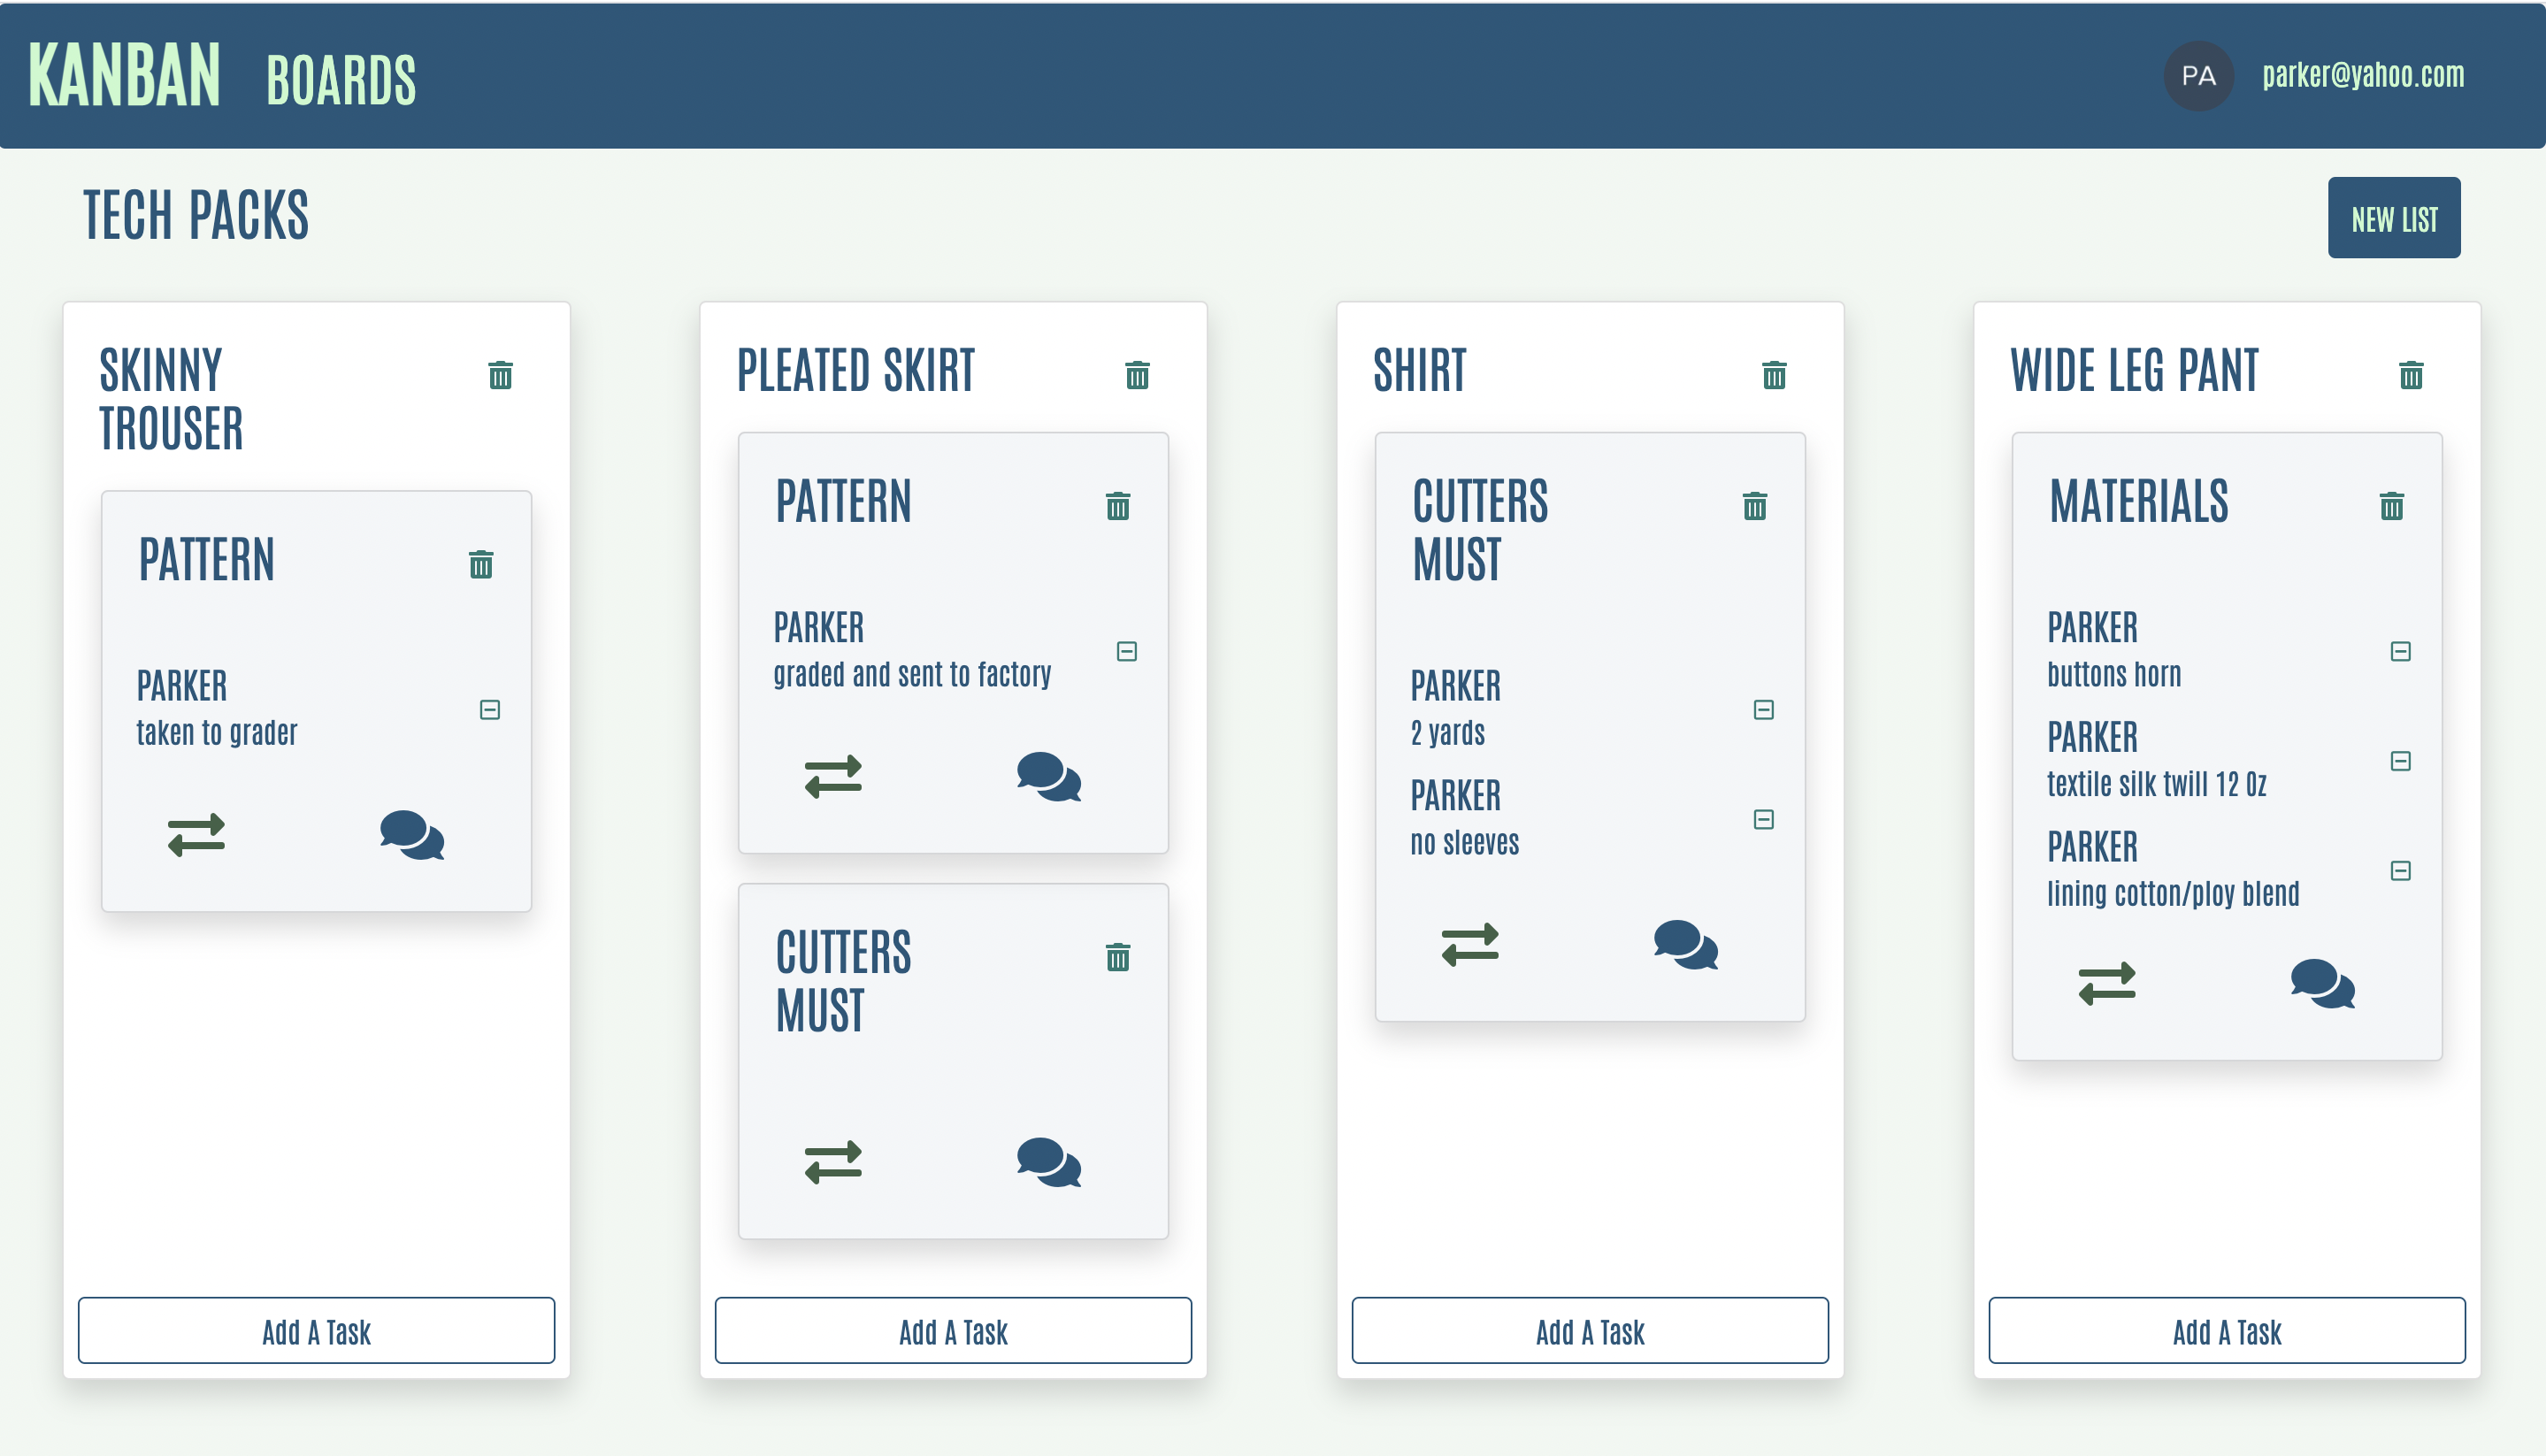 KANBAN BOARDS PA parker@yahoo.com
TECH PACKS NEW LIST
SKINNY
TROUSER
PATTERN
PARKER
taken to grader
Add A Task
PLEATED SKIRT
PATTERN
PARKER
graded and sent to factory
CUTTERS
MUST
Add A Task
SHIRT
CUTTERS
MUST
PARKER
2 yards
PARKER
no sleeves
Add A Task
WIDE LEG PANT
MATERIALS
PARKER
buttons horn
PARKER
textile silk twill 12 Oz
PARKER
lining cotton/ploy blend
Add A Task